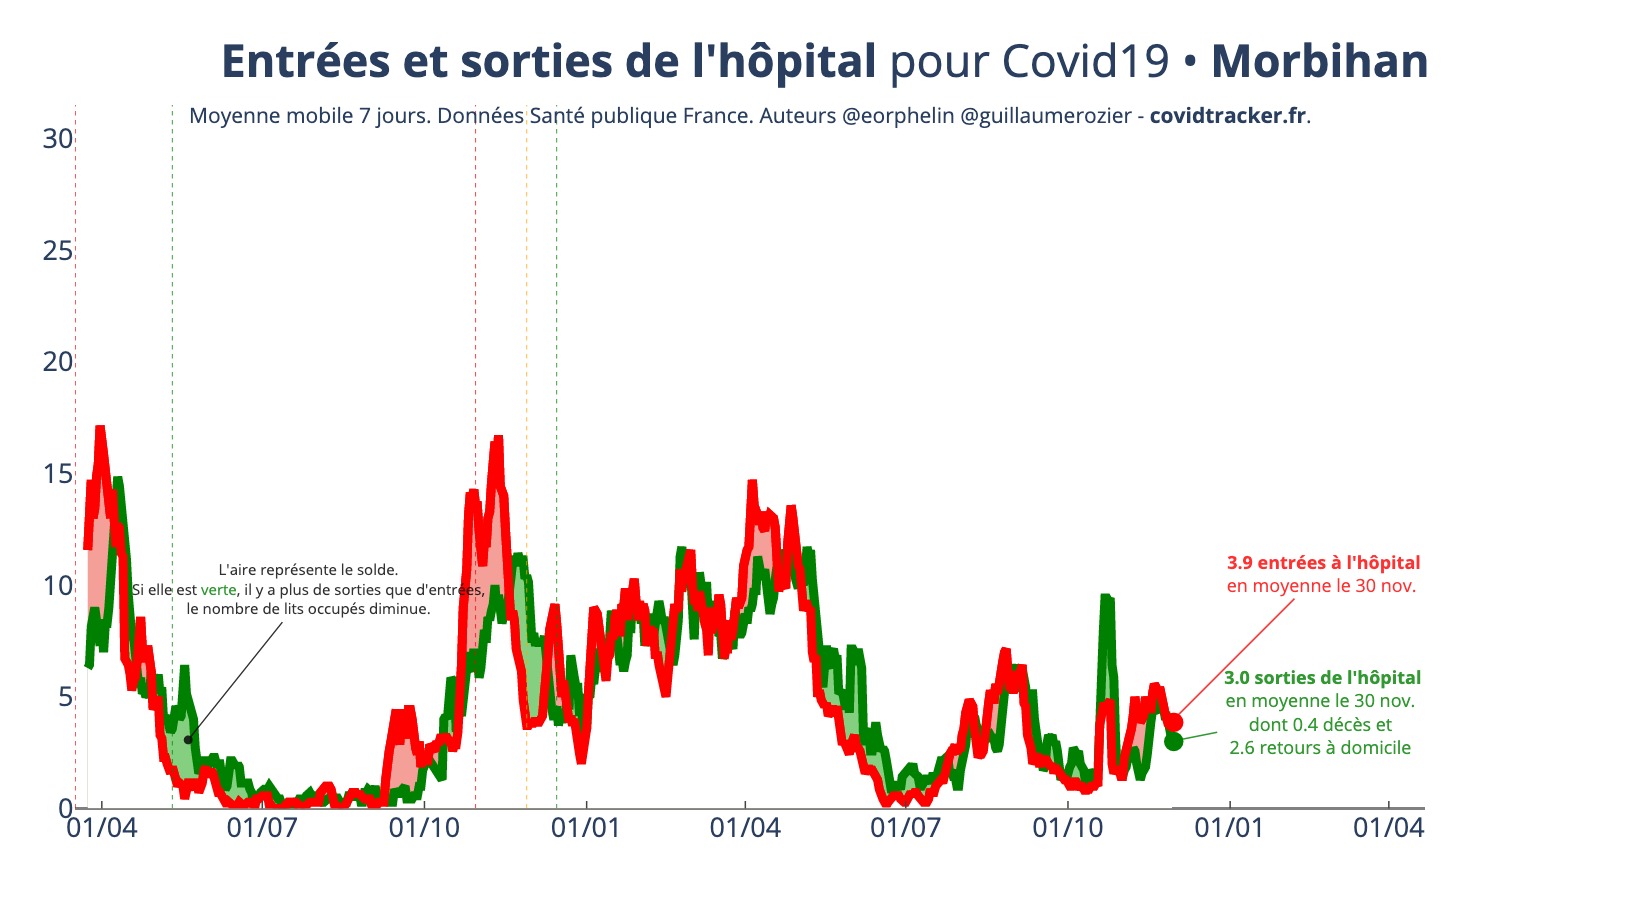 Entrées et sorties de l'hôpital pour Covid19 • Morbihan
Moyenne mobile 7 jours. Données Santé publique France. Auteurs @eorphelin @guillaumerozier - covidtracker.fr.
30
25
20
15
10
5
0
L'aire représente le solde.
Si elle est verte, il y a plus de sorties que d'entrées,
le nombre de lits occupés diminue.
3.9 entrées à l'hôpital
en moyenne le 30 nov.
3.0 sorties de l'hôpital
en moyenne le 30 nov.
dont 0.4 décès et
2.6 retours à domicile
01/04 01/07 01/10 01/01 01/04 01/07 01/10 01/01 01/04